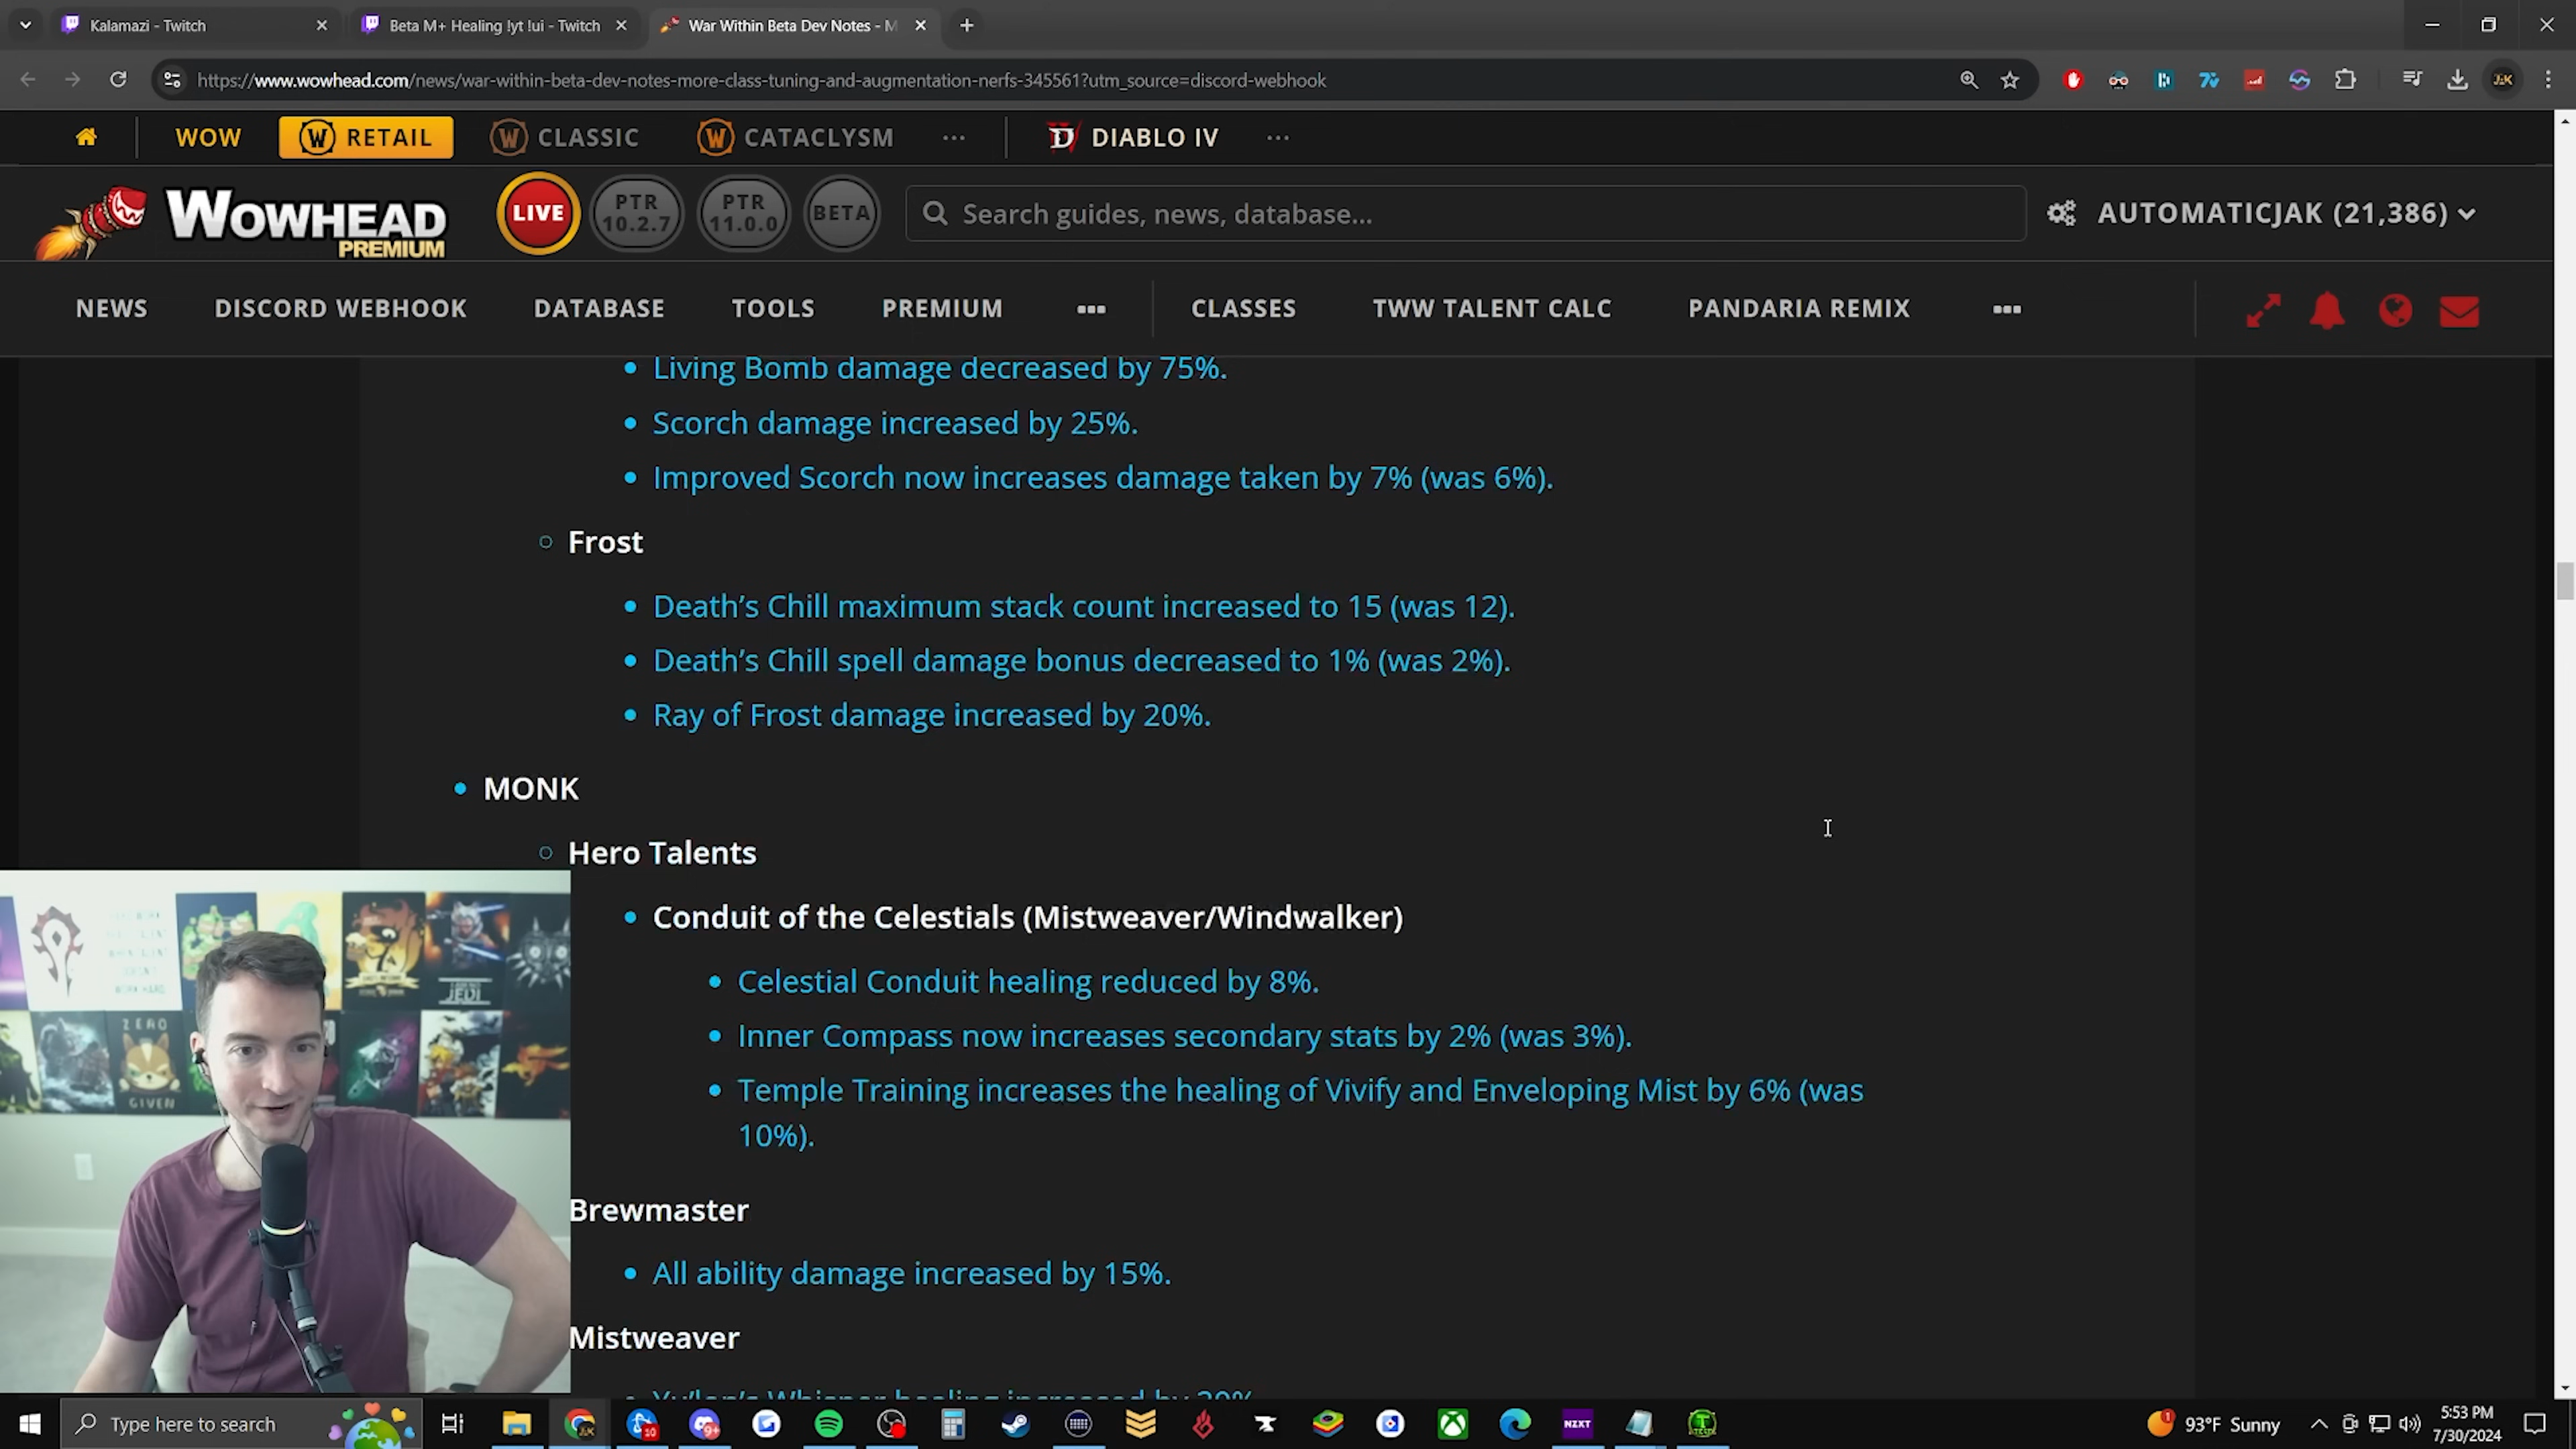 Kalamazi - Twitch
Beta M+ Healing !yt !ui - Twitch
War Within Beta Dev Notes - M
https://www.wowhead.com/news/war-within-beta-dev-notes-more-class-tuning-and-augmentation-nerfs-345561?utm_source=discord-webhook
WOW
RETAIL
CLASSIC
CATACLYSM
DIABLO IV
WOWHEAD
PREMIUM
LIVE
PTR
10.2.7
PTR
11.0.0
BETA
Search guides, news, database...
AUTOMATICJAK (21,386)
NEWS
DISCORD WEBHOOK
DATABASE
TOOLS
PREMIUM
CLASSES
TWW TALENT CALC
PANDARIA REMIX
Living Bomb damage decreased by 75%.
Scorch damage increased by 25%.
Improved Scorch now increases damage taken by 7% (was 6%).
Frost
Death’s Chill maximum stack count increased to 15 (was 12).
Death’s Chill spell damage bonus decreased to 1% (was 2%).
Ray of Frost damage increased by 20%.
MONK
Hero Talents
Conduit of the Celestials (Mistweaver/Windwalker)
Celestial Conduit healing reduced by 8%.
Inner Compass now increases secondary stats by 2% (was 3%).
Temple Training increases the healing of Vivify and Enveloping Mist by 6% (was
10%).
Brewmaster
All ability damage increased by 15%.
Mistweaver
JEDI
ZERO
GIVEN
Type here to search
10
9+
NZXT
93°F Sunny
5:53 PM
7/30/2024